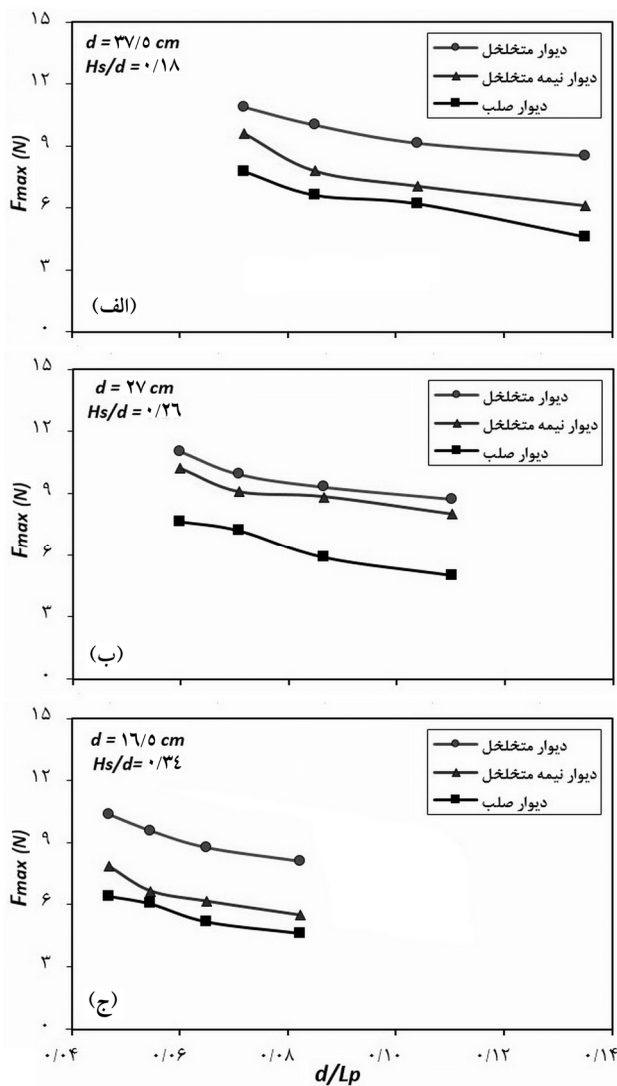 ۱۵
۱۲
۹
۶
۳
۰
Fmax (N)
d = ۳۷/۵ cm
Hs/d = ۰/۱۸
دیوار متخلخل
دیوار نیمه متخلخل
دیوار صلب
(الف)
۱۵
۱۲
۹
۶
۳
۰
Fmax (N)
d = ۲۷ cm
Hs/d = ۰/۲۶
دیوار متخلخل
دیوار نیمه متخلخل
دیوار صلب
(ب)
۱۵
۱۲
۹
۶
۳
۰
Fmax (N)
d = ۱۶/۵ cm
Hs/d= ۰/۳٤
دیوار متخلخل
دیوار نیمه متخلخل
دیوار صلب
(ج)
۰/۰۴ ۰/۰۶ ۰/۰۸ ۰/۱۰ ۰/۱۲ ۰/۱۴
d/Lp